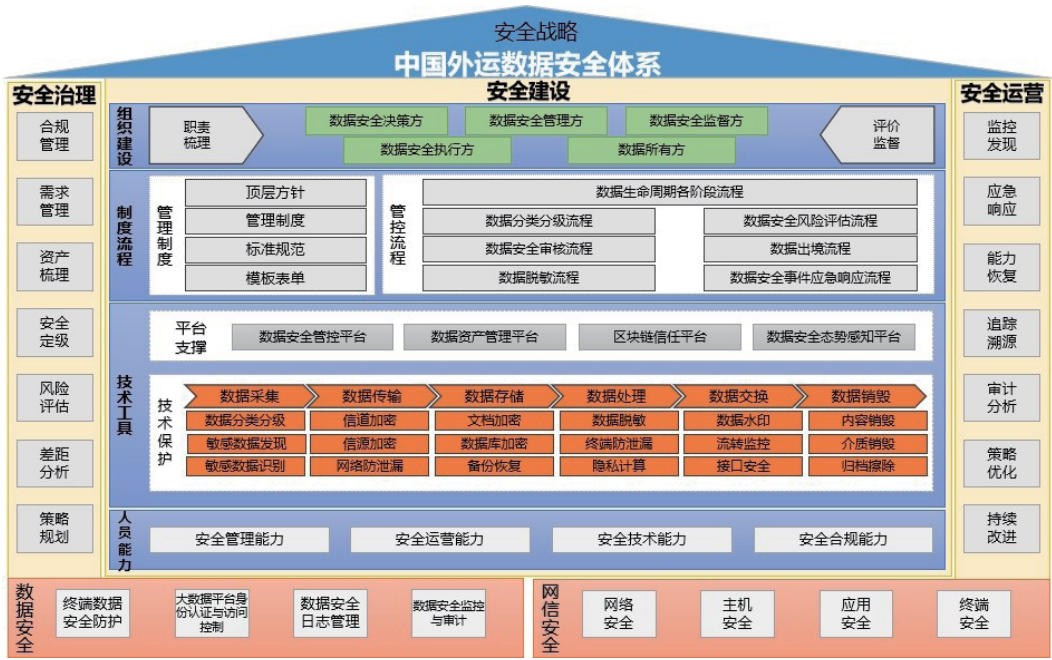 安全战略
中国外运数据安全体系
安全治理
合规
管理
需求
管理
资产
梳理
安全
定级
风险
评估
差距
分析
策略
规划
安全建设
组织建设
职责
梳理
数据安全决策方
数据安全管理方
数据安全监督方
数据安全执行方
数据所有方
评价
监督
制度流程
管理制度
顶层方针
管理制度
标准规范
模板表单
管控流程
数据生命周期各阶段流程
数据分类分级流程
数据安全风险评估流程
数据安全审核流程
数据出境流程
数据脱敏流程
数据安全事件应急响应流程
技术工具
平台
支撑
数据安全管控平台
数据资产管理平台
区块链信任平台
数据安全态势感知平台
技术保护
数据采集
数据传输
数据存储
数据处理
数据交换
数据销毁
数据分类分级
信道加密
文档加密
数据脱敏
数据水印
内容销毁
敏感数据发现
信源加密
数据库加密
终端防泄漏
流转监控
介质销毁
敏感数据识别
网络防泄漏
备份恢复
隐私计算
接口安全
归档擦除
人员能力
安全管理能力
安全运营能力
安全技术能力
安全合规能力
安全运营
监控
发现
应急
响应
能力
恢复
追踪
溯源
审计
分析
策略
优化
持续
改进
数据安全
终端数据
安全防护
大数据平台身
份认证与访问
控制
数据安全
日志管理
数据安全监控
与审计
网信安全
网络
安全
主机
安全
应用
安全
终端
安全